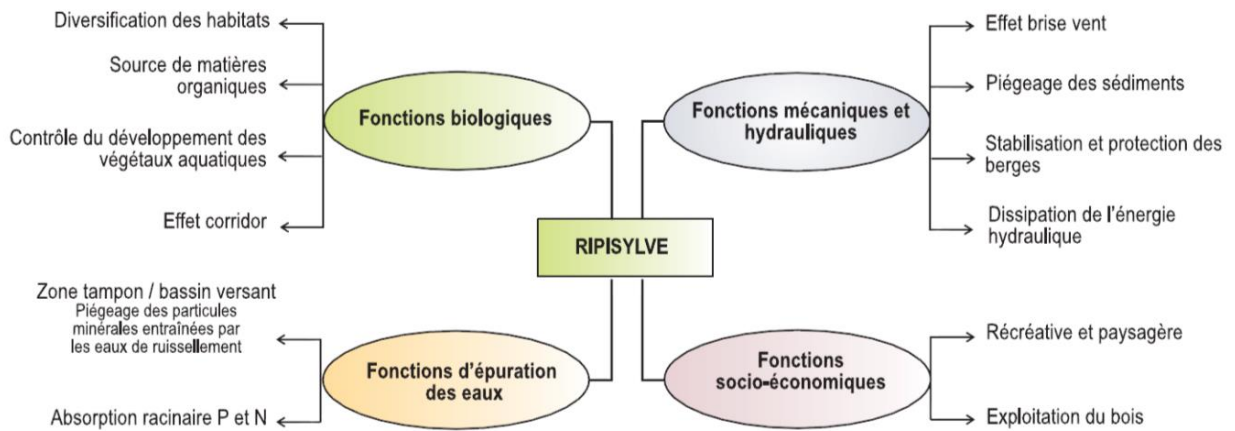 Diversification des habitats
Source de matières
organiques
Contrôle du développement des
végétaux aquatiques
Effet corridor
Fonctions biologiques
Fonctions mécaniques et
hydrauliques
Effet brise vent
Piégeage des sédiments
Stabilisation et protection des
berges
Dissipation de l'énergie
hydraulique
RIPISYLVE
Zone tampon / bassin versant
Piégeage des particules
minérales entraînées par
les eaux de ruissellement
Absorption racinaire P et N
Fonctions d'épuration
des eaux
Fonctions
socio-économiques
Récréative et paysagère
Exploitation du bois